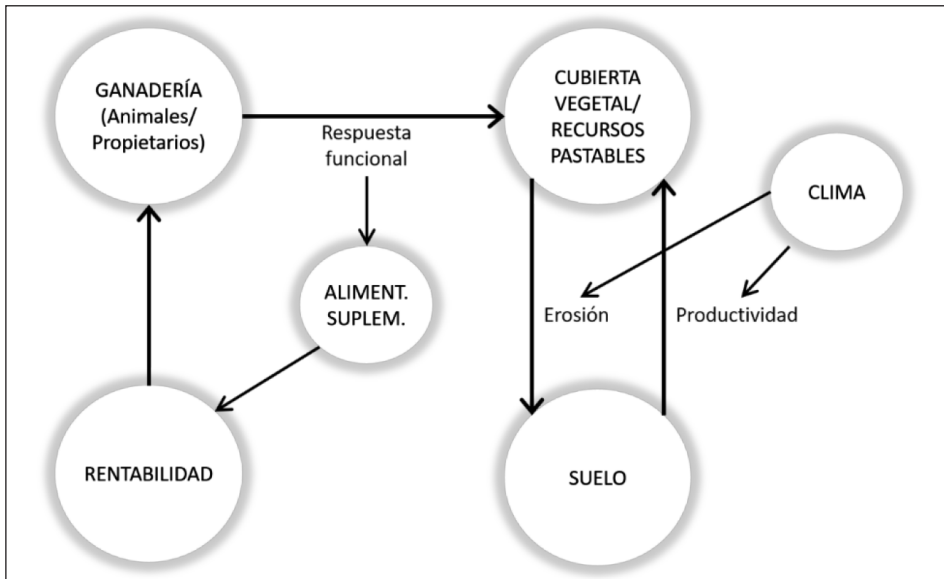 GANADERÍA
(Animales/
Propietarios)
CUBIERTA
VEGETAL/
RECURSOS
PASTABLES
Respuesta
funcional
CLIMA
ALIMENT.
SUPLEM.
Erosión
Productividad
RENTABILIDAD
SUELO